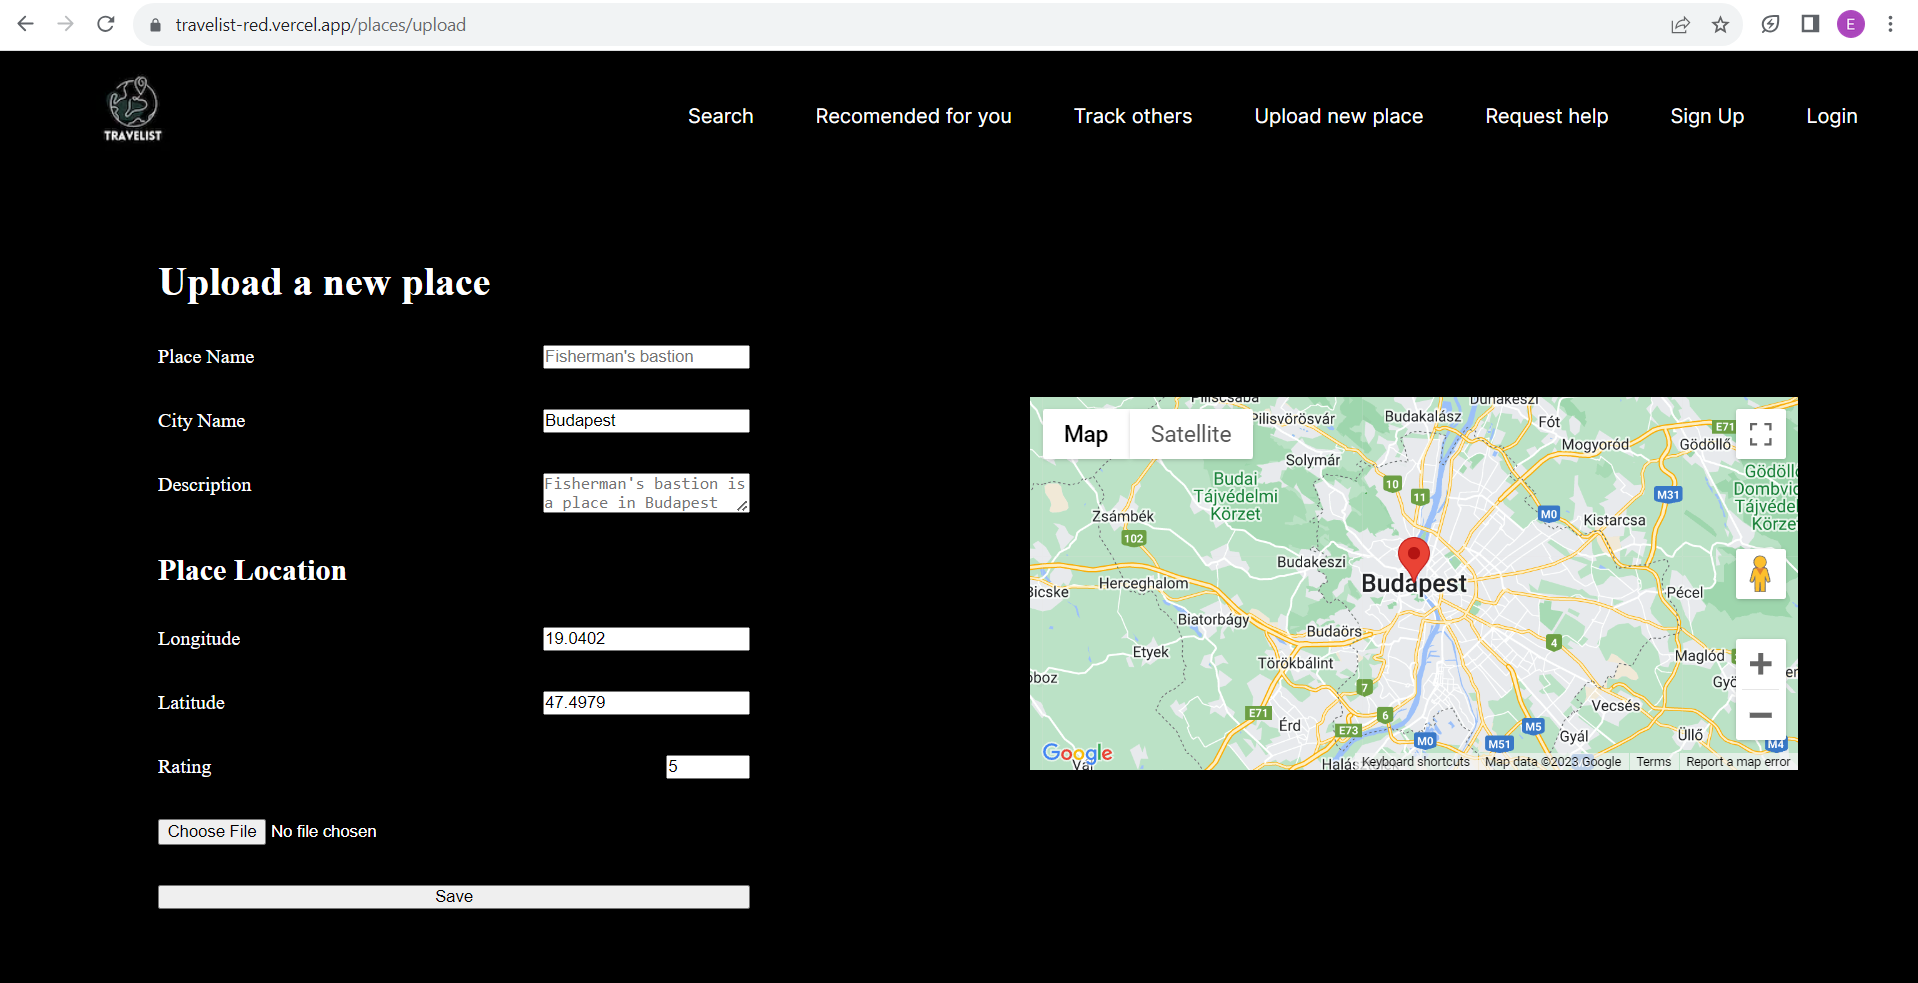 travelist-red.vercel.app/places/upload
E
TRAVELIST
Search
Recomended for you
Track others
Upload new place
Request help
Sign Up
Login
Upload a new place
Place Name
Fisherman's bastion
City Name
Budapest
Description
Fisherman's bastion is
a place in Budapest
Place Location
Longitude
19.0402
Latitude
47.4979
Rating
5
Choose File No file chosen
Save
Map
Satellite
Piliscsaba
Dunakeszi
Pilisvörösvár
Budakalász
Fót
E71
Mogyoród
Gödöllő
Solymár
Budai
Tájvédelmi
Körzet
10
11
M31
Zsámbék
M0
Kistarcsa
102
Budakeszi
Budapest
Herceghalom
Bicske
Pécel
Biatorbágy
Budaörs
4
Etyek
Törökbálint
Maglód
7
Vecsés
E71
Érd
6
E73
M0
M51
M5
Gyál
Üllő
M4
Google
Keyboard shortcuts
Map data ©2023 Google
Terms
Report a map error